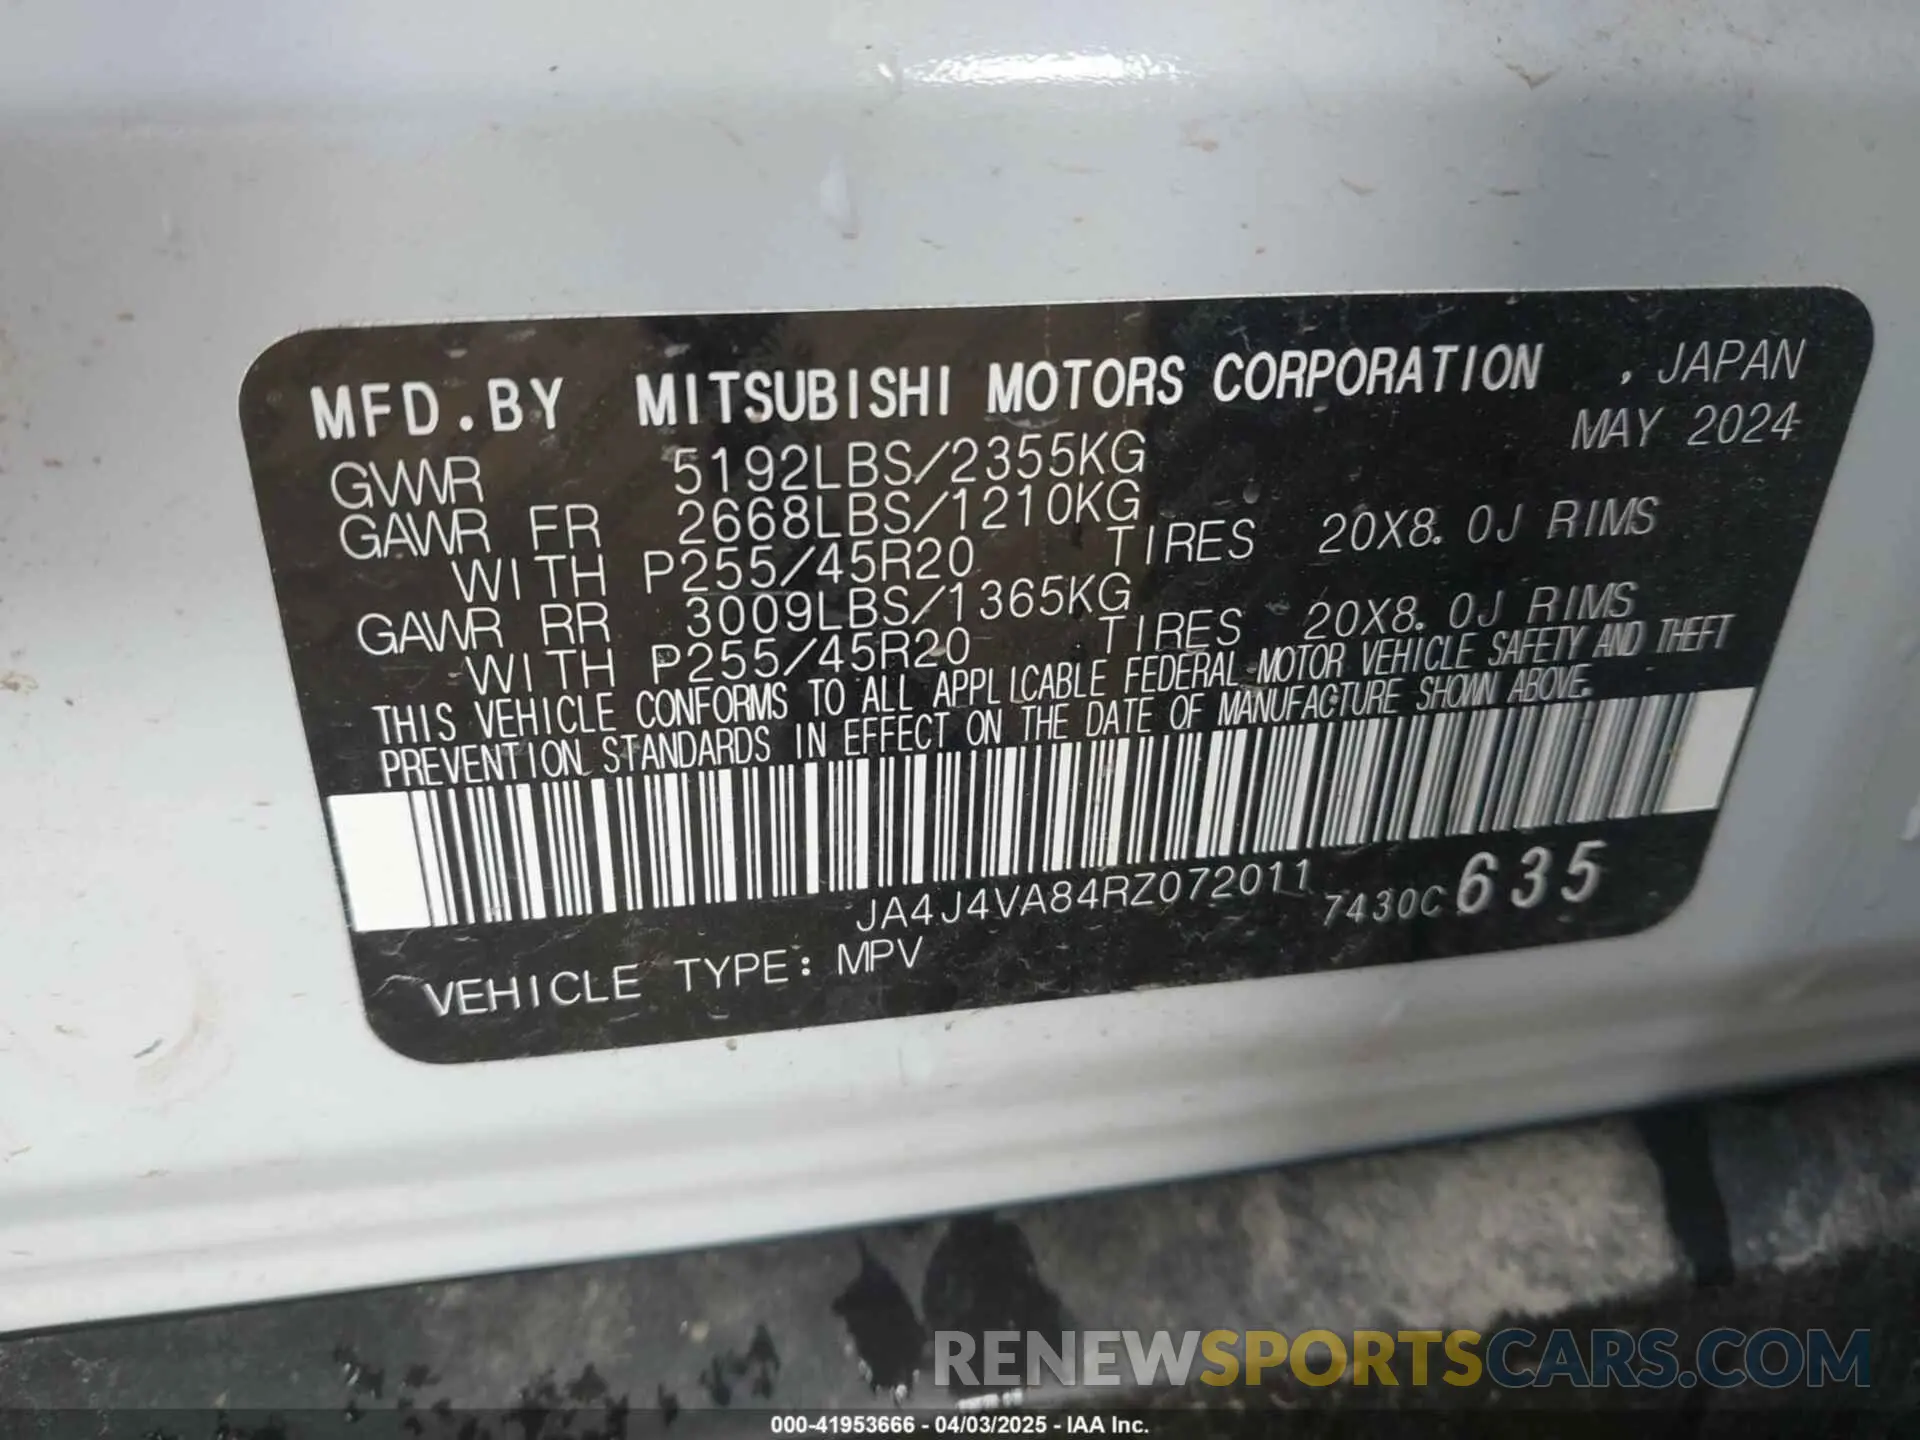 MFD.BY MITSUBISHI MOTORS CORPORATION , JAPAN
MAY 2024
GVWR 5192LBS/2355KG
GAWR FR 2668LBS/1210KG
WITH P255/45R20 TIRES 20X8.0J RIMS
GAWR RR 3009LBS/1365KG
WITH P255/45R20 TIRES 20X8.0J RIMS
THIS VEHICLE CONFORMS TO ALL APPLICABLE FEDERAL MOTOR VEHICLE SAFETY AND THEFT
PREVENTION STANDARDS IN EFFECT ON THE DATE OF MANUFACTURE SHOWN ABOVE.
JA4J4VA84RZ072011 7430C 635
VEHICLE TYPE: MPV
RENEWSPORTSCARS.COM
000-41953666 - 04/03/2025 - IAA Inc.